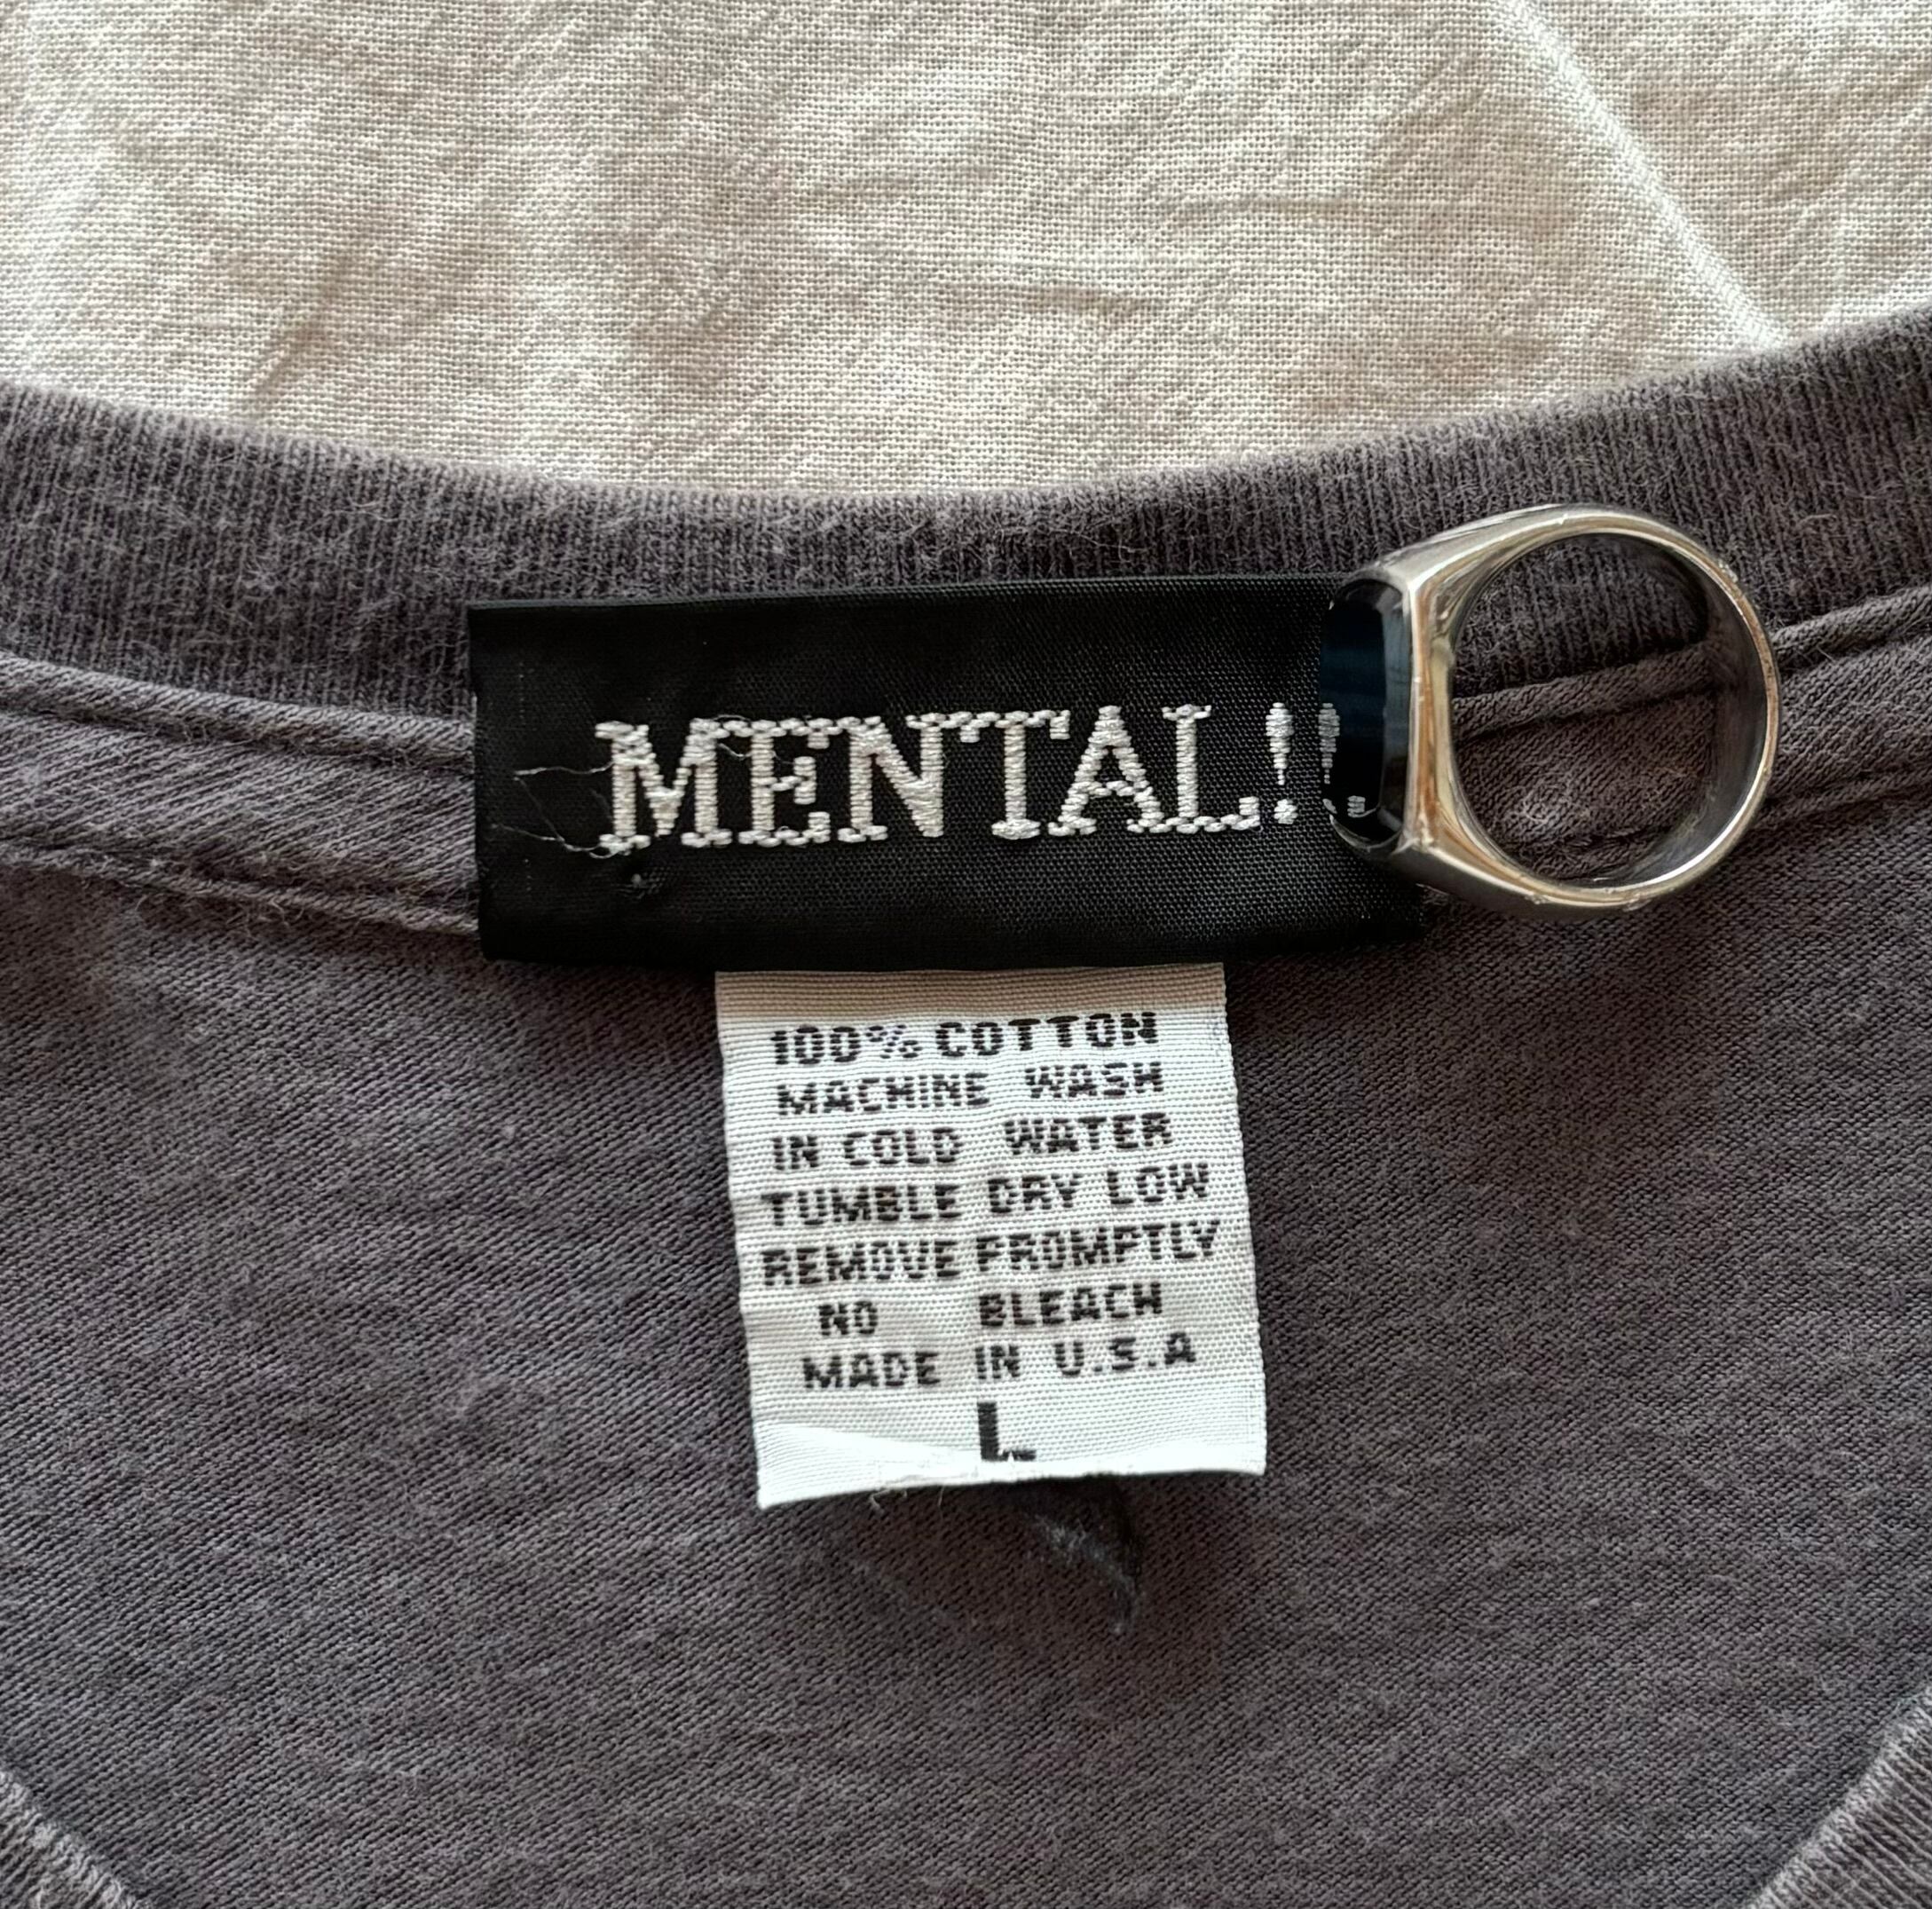 MENTAL!
100% COTTON
MACHINE WASH
IN COLD WATER
TUMBLE DRY LOW
REMOVE PROMPTLY
NO BLEACH
MADE IN U.S.A
L